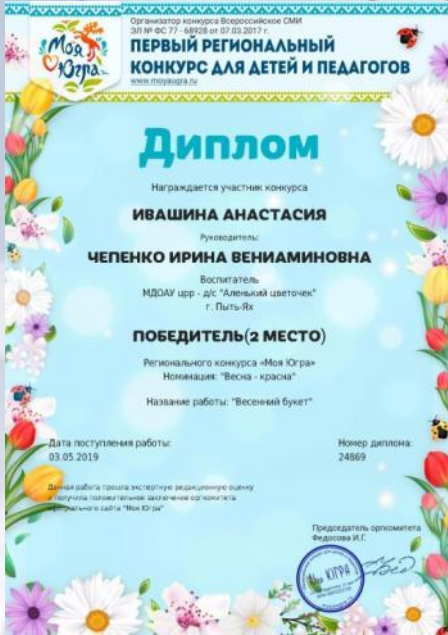 Моя
Югра
Организатор конкурса Всероссийское СМИ
ЭЛ № ФС 77 - 68928 от 07.03.2017 г.
ПЕРВЫЙ РЕГИОНАЛЬНЫЙ
КОНКУРС ДЛЯ ДЕТЕЙ И ПЕДАГОГОВ
www.moyaugra.ru
Диплом
Награждается участник конкурса
ИВАШИНА АНАСТАСИЯ
Руководитель:
ЧЕПЕНКО ИРИНА ВЕНИАМИНОВНА
Воспитатель
МДОАУ црр - д/с "Аленький цветочек"
г. Пыть-Ях
ПОБЕДИТЕЛЬ(2 МЕСТО)
Регионального конкурса «Моя Югра»
Номинация: "Весна - красна"
Название работы: "Весенний букет"
Дата поступления работы:
03.05.2019
Номер диплома:
24869
Данная работа прошла экспертную редакционную оценку
и получила положительное заключение оргкомитета
официального сайта "Моя Югра"
Председатель оргкомитета
Федосова И.Г.
Моя ЮГРА